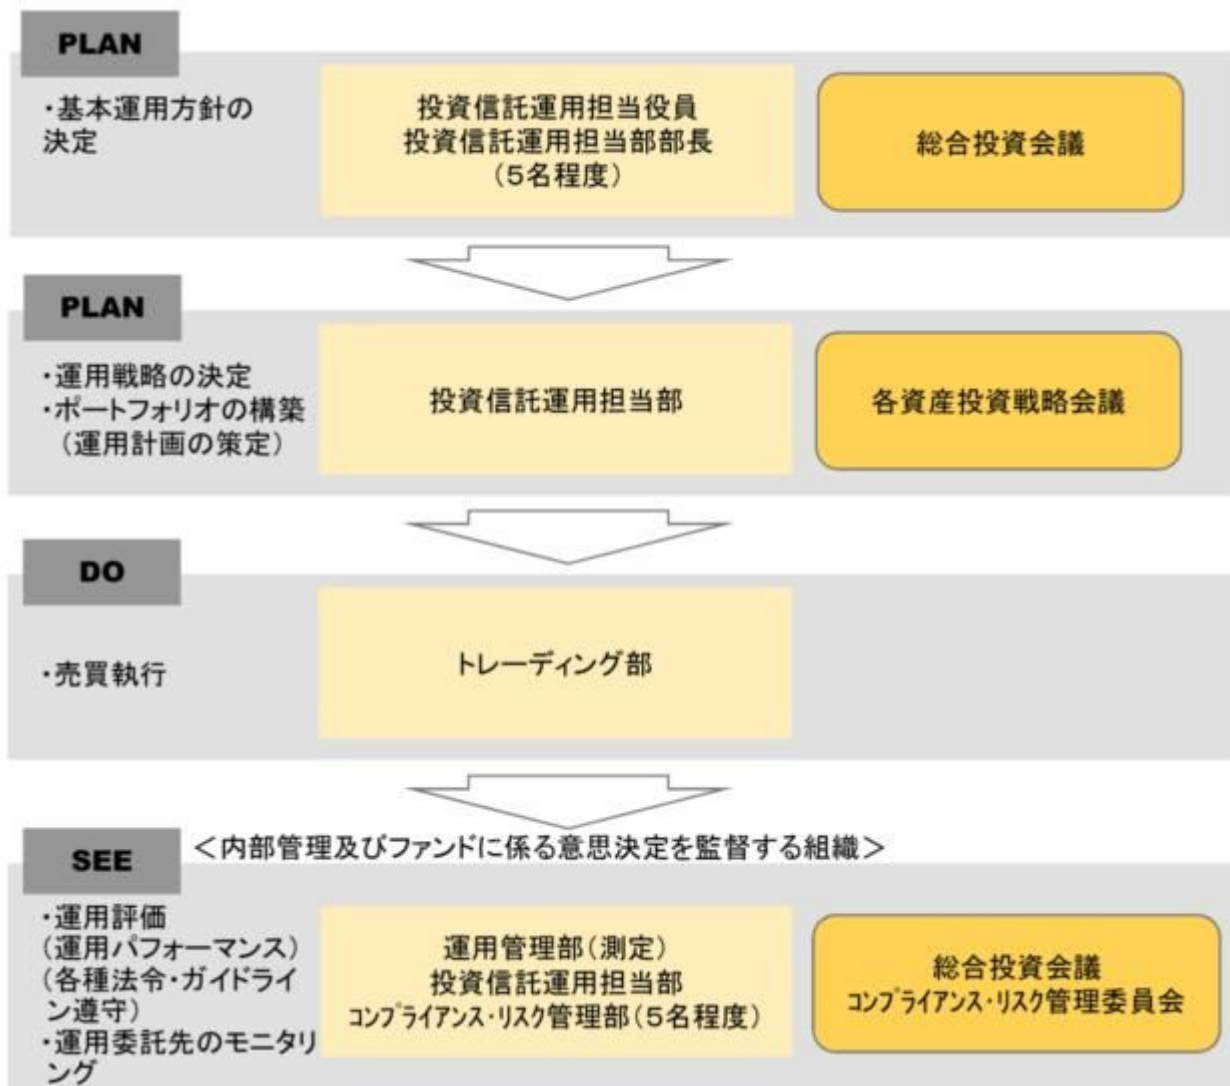 PLAN
・基本運用方針の
決定
投資信託運用担当役員
投資信託運用担当部部長
(5名程度)
総合投資会議
PLAN
・運用戦略の決定
・ポートフォリオの構築
(運用計画の策定)
投資信託運用担当部
各資産投資戦略会議
DO
・売買執行
トレーディング部
SEE
＜内部管理及びファンドに係る意思決定を監督する組織＞
・運用評価
(運用パフォーマンス)
(各種法令・ガイドライ
ン遵守)
・運用委託先のモニタリ
ング
運用管理部(測定)
投資信託運用担当部
ｺﾝﾌﾟﾗｲｱﾝｽ・ﾘｽｸ管理部(5名程度)
総合投資会議
ｺﾝﾌﾟﾗｲｱﾝｽ・ﾘｽｸ管理委員会